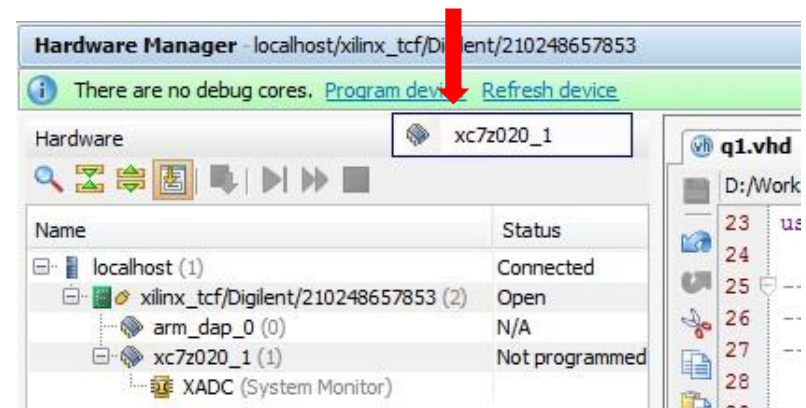 Hardware Manager - localhost/xilinx_tcf/Digilent/210248657853
There are no debug cores. Program device Refresh device
Hardware
xc7z020_1
Name Status
localhost (1) Connected
xilinx_tcf/Digilent/210248657853 (2) Open
arm_dap_0 (0) N/A
xc7z020_1 (1) Not programmed
XADC (System Monitor)
q1.vhd
D:/Work
23 us
24
25 --
26 --
27 --
28